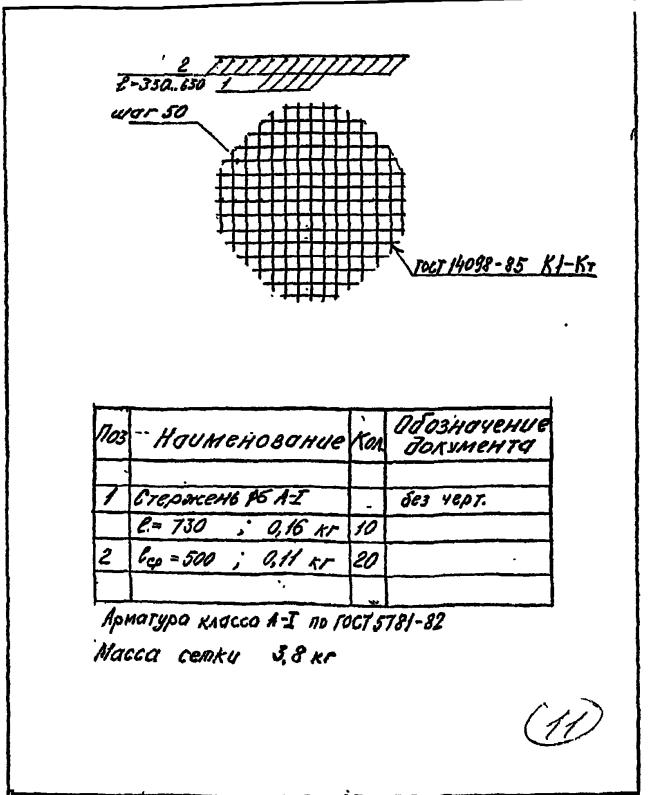 2
ℓ=350..650 1
шаг 50
ГОСТ 14098-85 К1-Кт
Поз Наименование Кол Обозначение документа
1 Стержень ⌀6 А-I без черт.
ℓ= 730 ; 0,16 кг 10
2 ℓср = 500 ; 0,11 кг 20
Арматура класса А-I по ГОСТ 5781-82
Масса сетки 3,8 кг
11